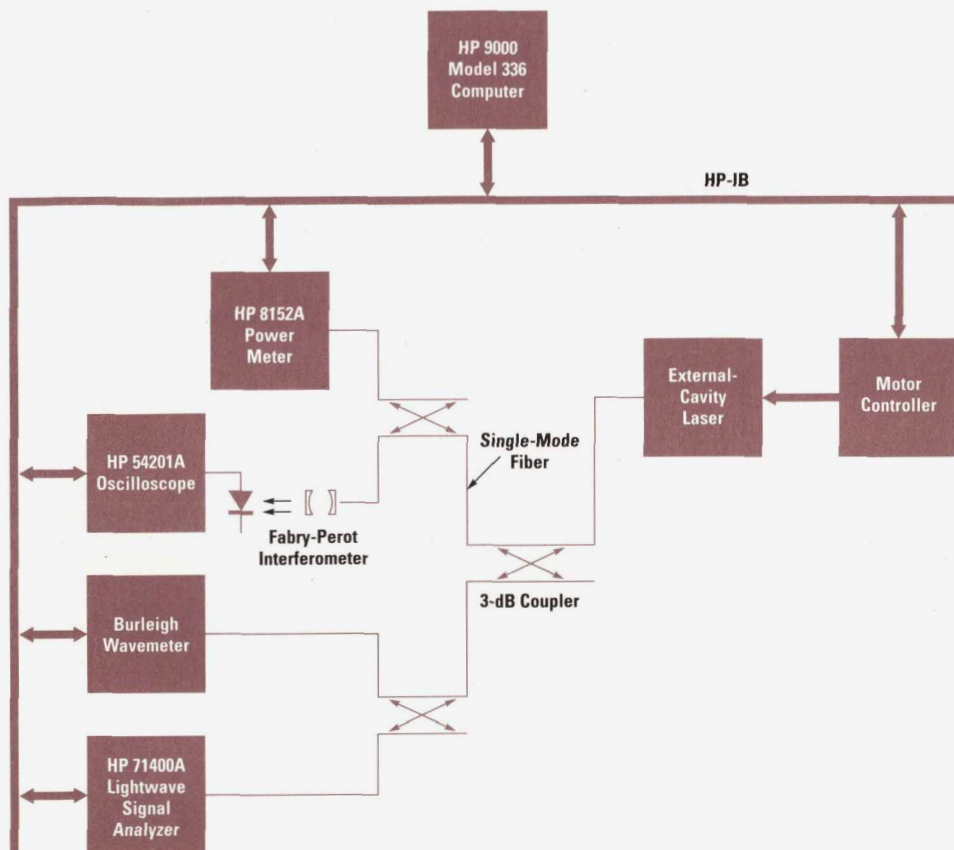 HP 9000
Model 336
Computer
HP-IB
HP 8152A
Power
Meter
External-
Cavity
Laser
Motor
Controller
Single-Mode
Fiber
HP 54201A
Oscilloscope
Fabry-Perot
Interferometer
3-dB Coupler
Burleigh
Wavemeter
HP 71400A
Lightwave
Signal
Analyzer